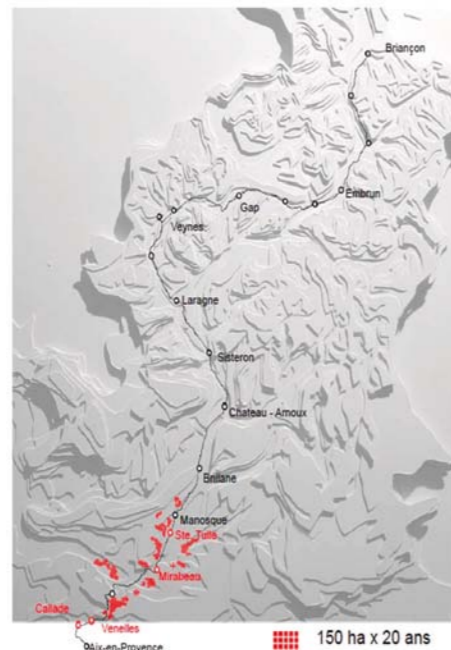 Briançon
Embrun
Gap
Veynes
Laragne
Sisteron
Chateau - Arnoux
Brillane
Manosque
Ste. Tulle
Mirabeau
Callade
Venelles
Aix-en-Provence
150 ha x 20 ans